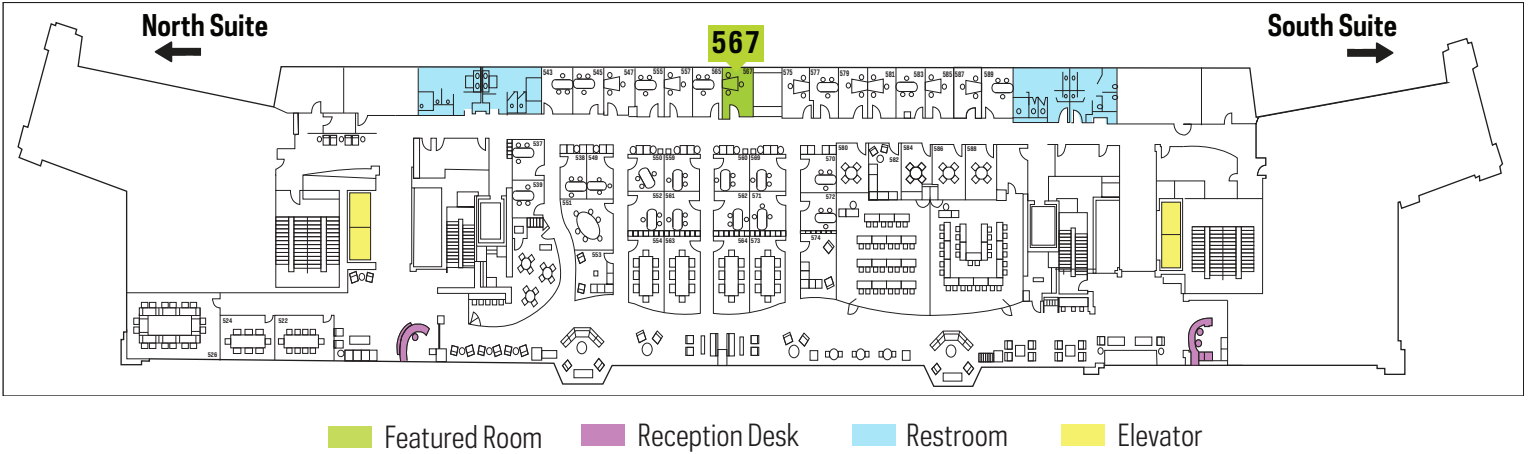 North Suite
South Suite
567
543 545 547 555 557 565 567 575 577 579 581 583 585 587 589
537 538 549 550 559 560 569 570 580 582 584 586 588
539 552 561 562 571 572
551
554 563 564 573 574
553
524 522
526
Featured Room
Reception Desk
Restroom
Elevator